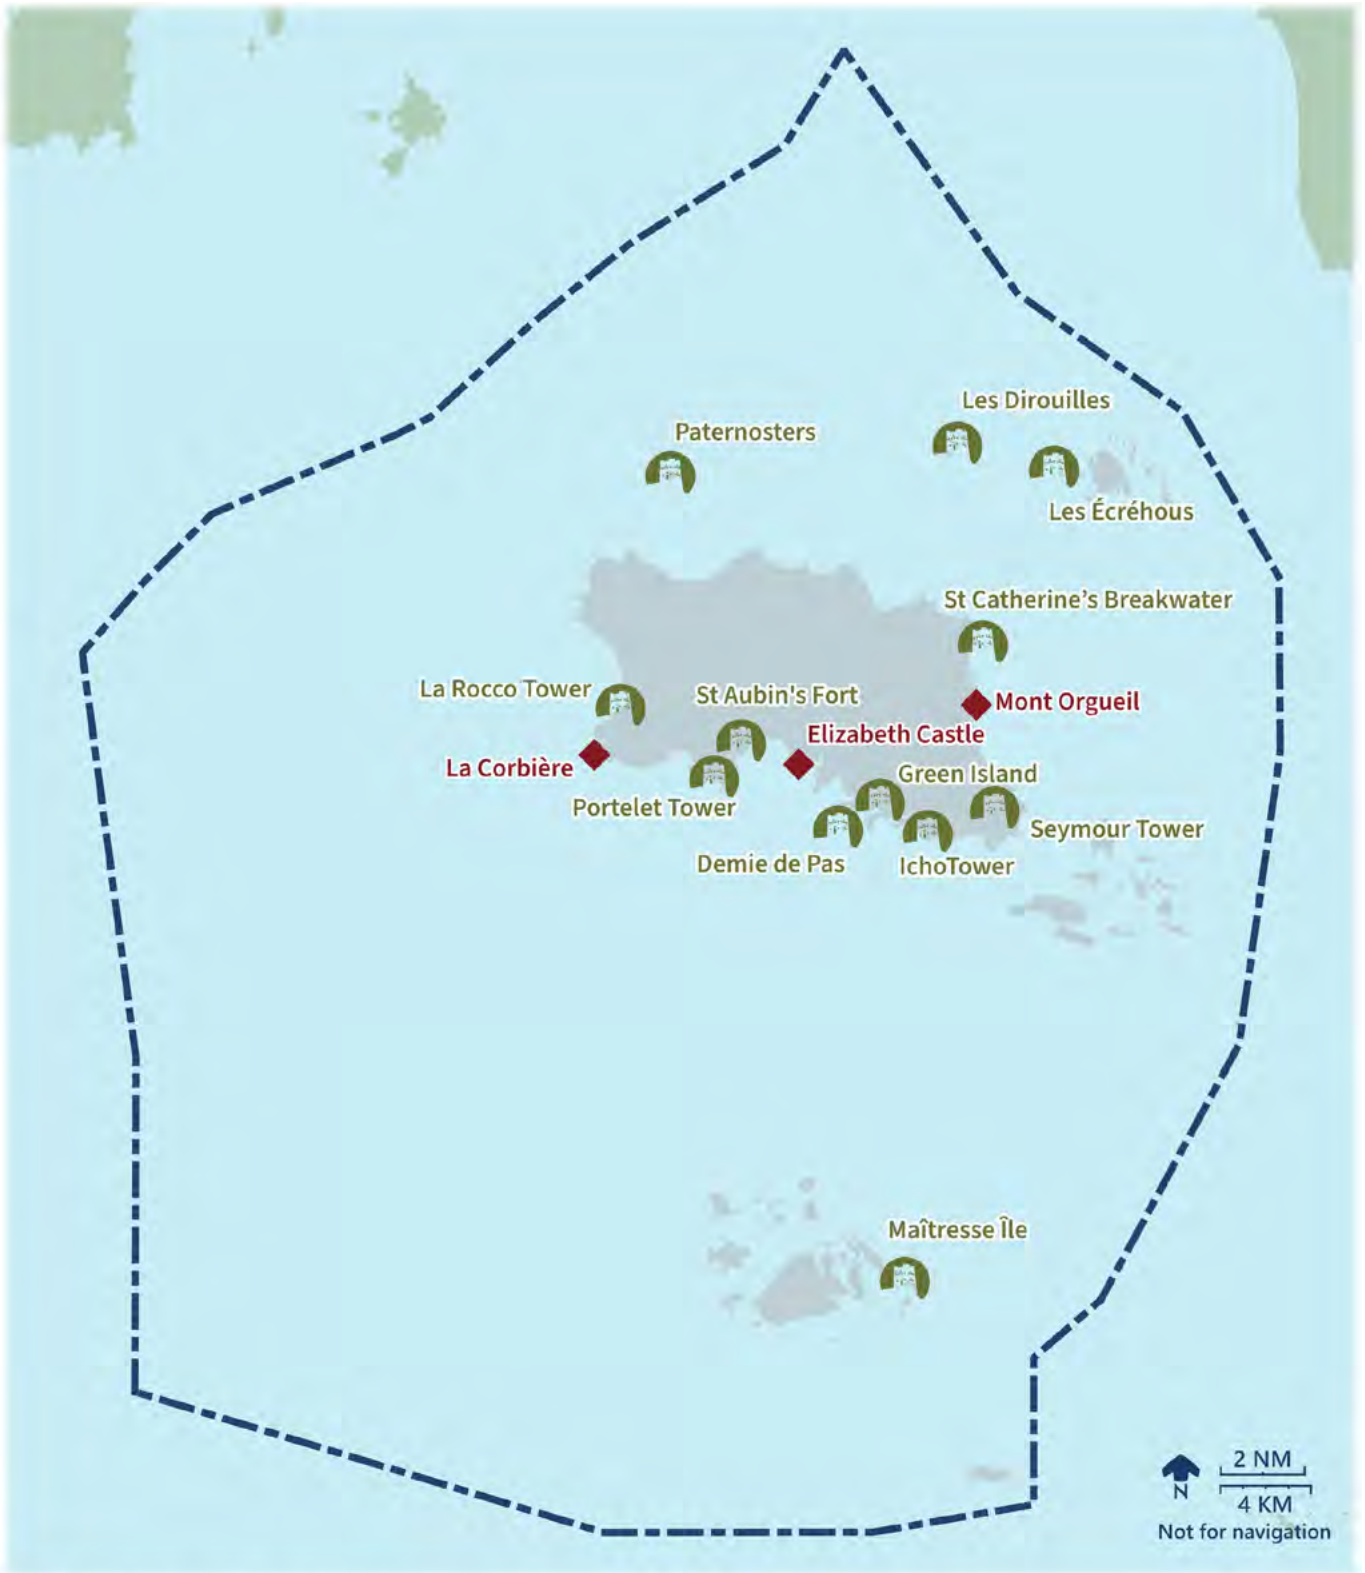 Les Dirouilles
Paternosters
Les Écréhous
St Catherine's Breakwater
La Rocco Tower
St Aubin's Fort
Mont Orgueil
Elizabeth Castle
La Corbière
Green Island
Portelet Tower
Seymour Tower
Demie de Pas
IchoTower
Maîtresse Île
2 NM
N
4 KM
Not for navigation